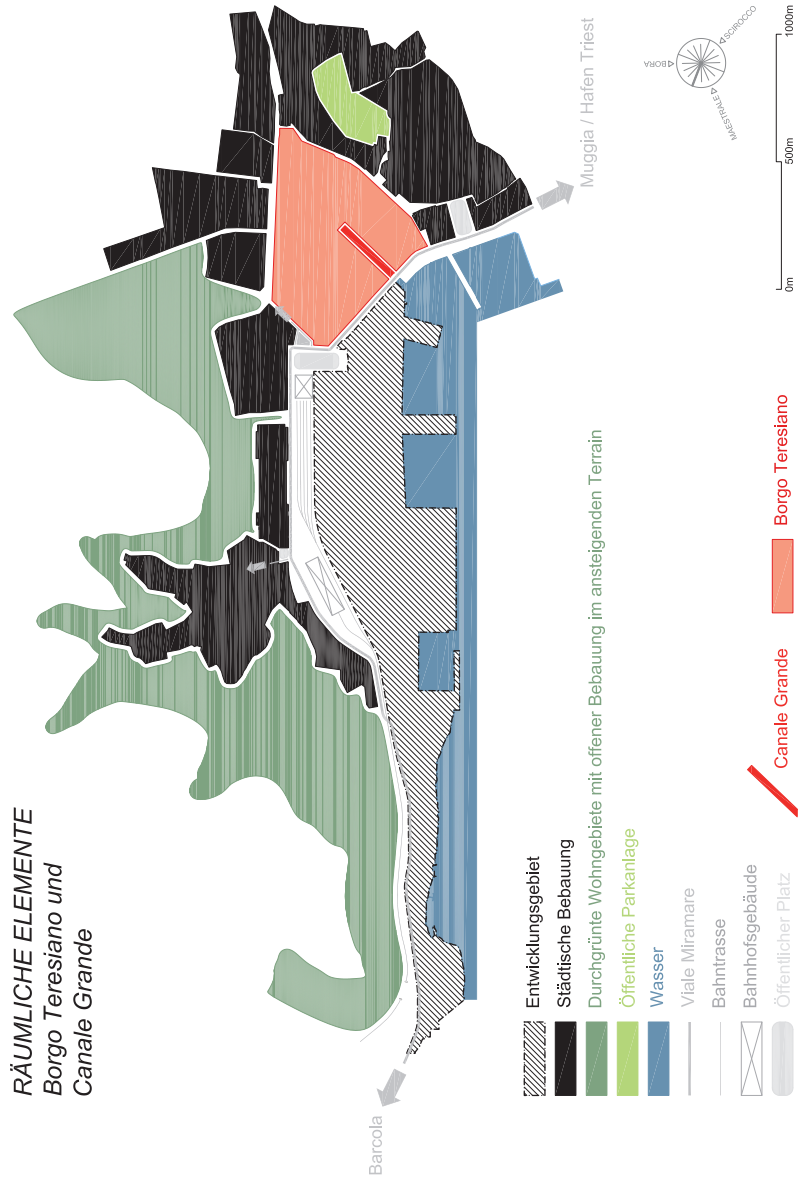 RÄUMLICHE ELEMENTE
Borgo Teresiano und
Canale Grande
Barcola
Muggia / Hafen Triest
BORA
SCIROCCO
MAESTRALE
0m
500m
1000m
Entwicklungsgebiet
Städtische Bebauung
Durchgrünte Wohngebiete mit offener Bebauung im ansteigenden Terrain
Öffentliche Parkanlage
Wasser
Viale Miramare
Bahntrasse
Bahnhofsgebäude
Öffentlicher Platz
Canale Grande
Borgo Teresiano